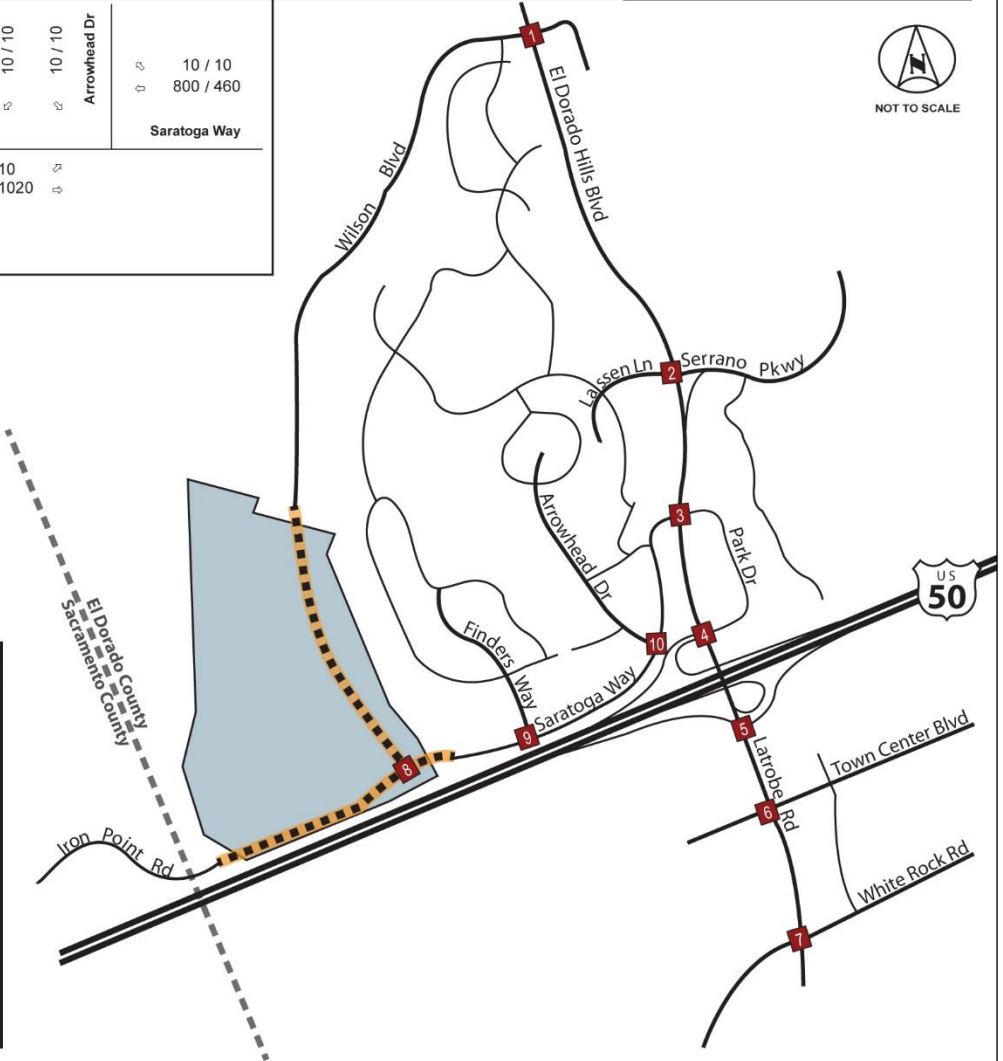 10 / 10
10 / 10
Arrowhead Dr
10 / 10
800 / 460
Saratoga Way
10
1020
NOT TO SCALE
1
El Dorado Hills Blvd
Wilson Blvd
Lassen Ln
2
Serrano Pkwy
3
Park Dr
Arrowhead Dr
US
50
El Dorado County
Sacramento County
Finders Way
10
4
Saratoga Way
9
5
8
Latrobe Rd
Town Center Blvd
6
Iron Point Rd
White Rock Rd
7